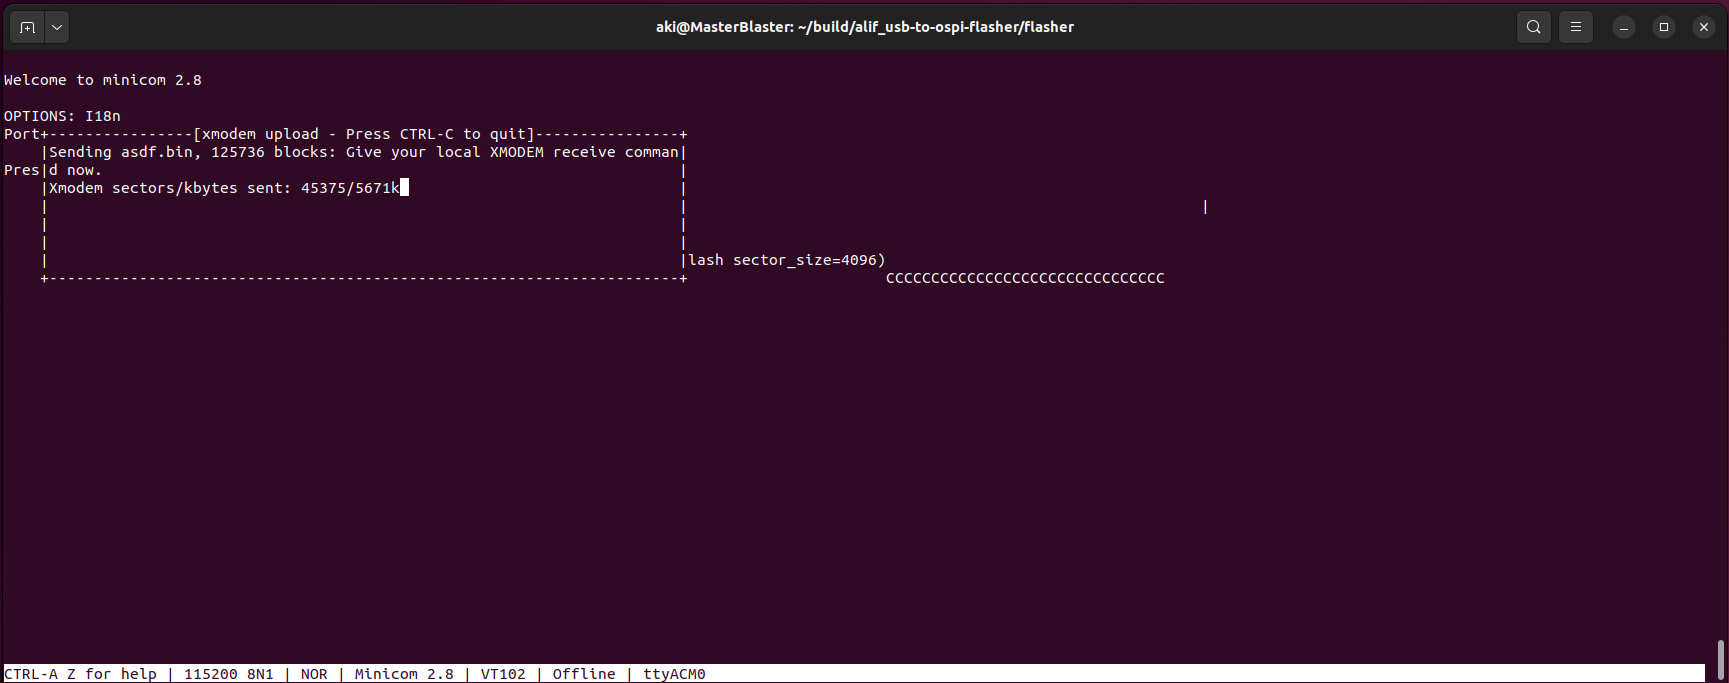 aki@MasterBlaster: ~/build/alif_usb-to-ospi-flasher/flasher
Welcome to minicom 2.8
OPTIONS: I18n
Port+----------------[xmodem upload - Press CTRL-C to quit]----------------+
|Sending asdf.bin, 125736 blocks: Give your local XMODEM receive comman|
Pres|d now. |
|Xmodem sectors/kbytes sent: 45375/5671k |
| | |
| |
| |
| |lash sector_size=4096)
+----------------------------------------------------------------------+ CCCCCCCCCCCCCCCCCCCCCCCCCCCCCCC
CTRL-A Z for help | 115200 8N1 | NOR | Minicom 2.8 | VT102 | Offline | ttyACM0